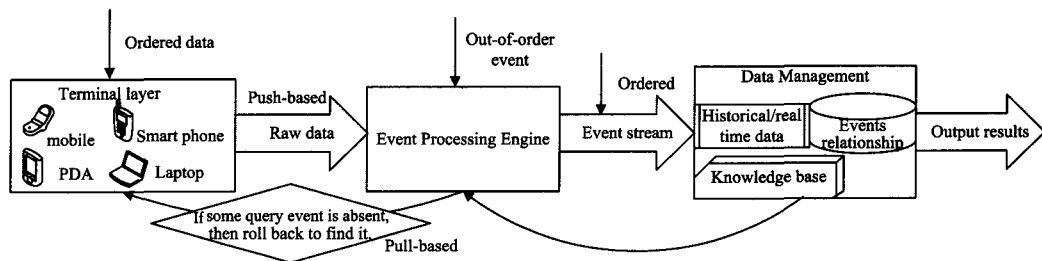 Ordered data
Out-of-order
event
Ordered
Terminal layer
mobile
Smart phone
PDA
Laptop
Push-based
Raw data
Event Processing Engine
Event stream
Data Management
Historical/real
time data
Events
relationship
Knowledge base
Output results
If some query event is absent,
then roll back to find it.
Pull-based